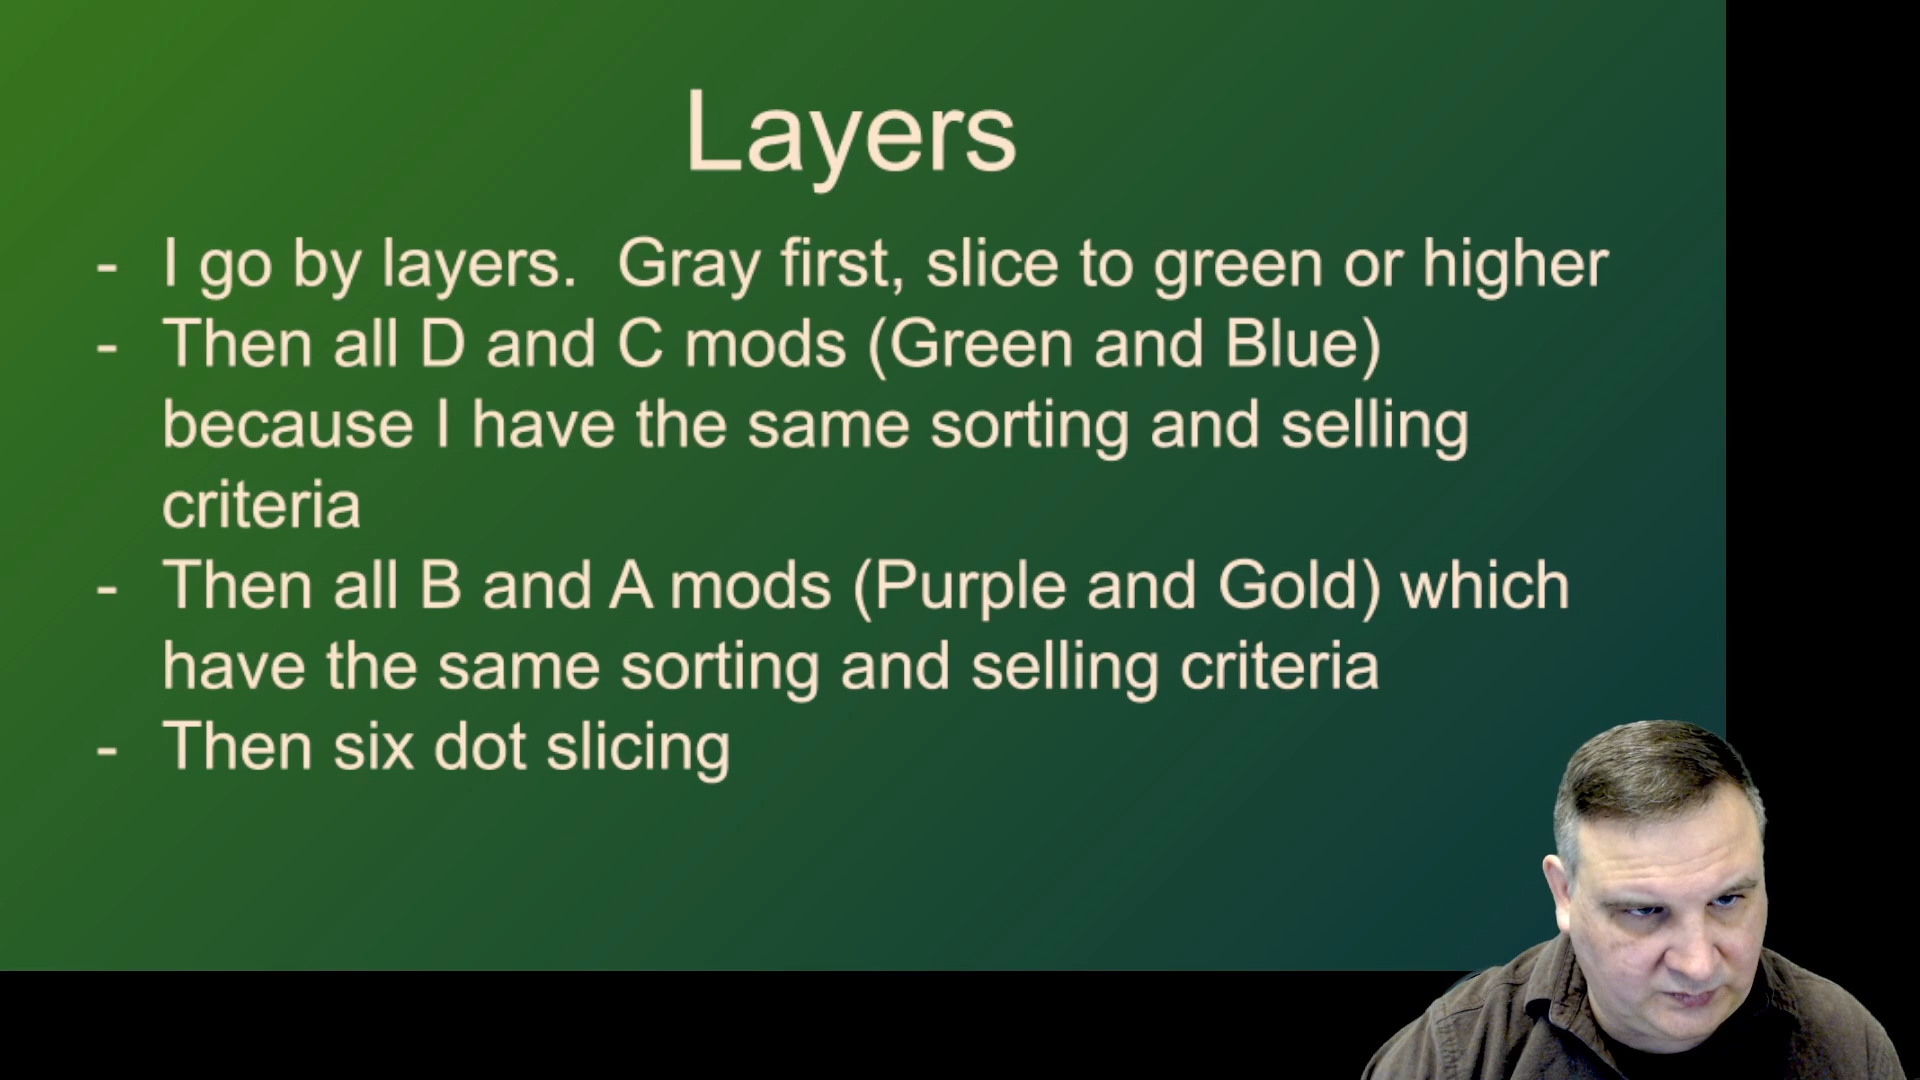 Layers
- I go by layers.  Gray first, slice to green or higher
- Then all D and C mods (Green and Blue)
because I have the same sorting and selling
criteria
- Then all B and A mods (Purple and Gold) which
have the same sorting and selling criteria
- Then six dot slicing